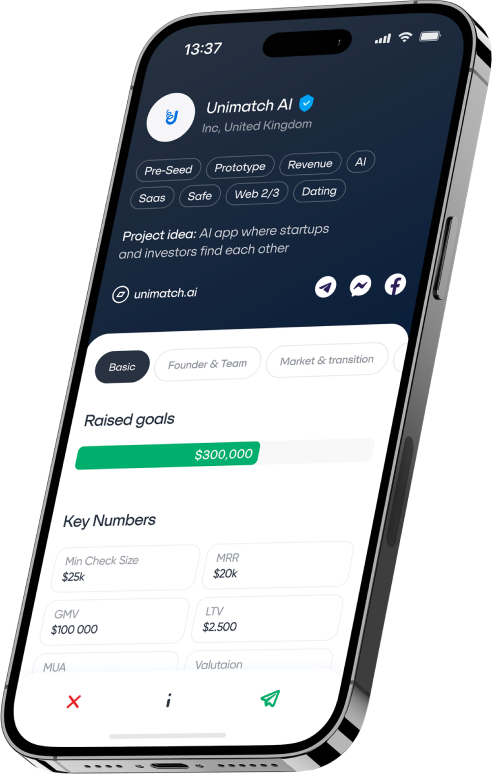 13:37
Unimatch AI
Inc, United Kingdom
Pre-Seed Prototype Revenue AI
Saas Safe Web 2/3 Dating
Project idea: AI app where startups
and investors find each other
unimatch.ai
Basic Founder & Team Market & transition
Raised goals
$300,000
Key Numbers
Min Check Size MRR
$25k $20k
GMV LTV
$100 000 $2.500
MUA Valutaion